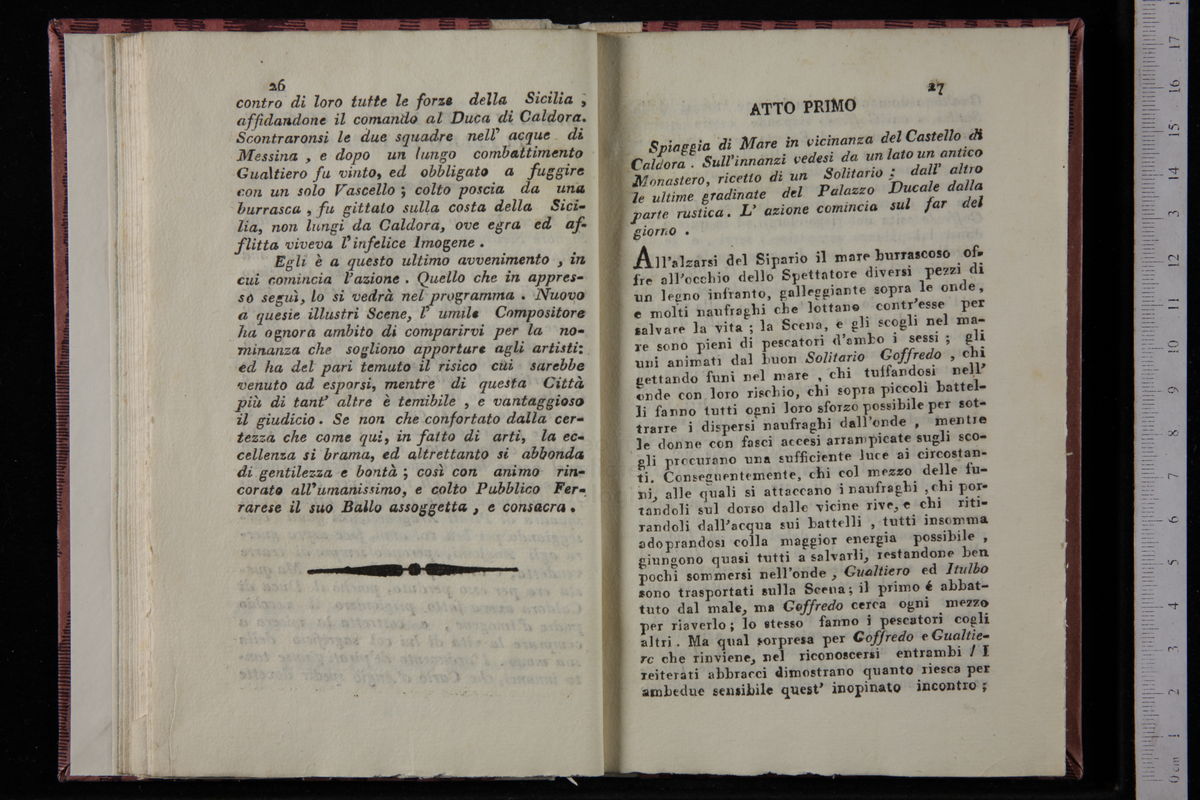 26
contro di loro tutte le forze della Sicilia ,
affidandone il comando al Duca di Caldora.
Scontraronsi le due squadre nell' acque di
Messina , e dopo un lungo combattimento
Gualtiero fu vinto, ed obbligato a fuggire
con un solo Vascello ; colto poscia da una
burrasca , fu gittato sulla costa della Sici-
lia, non lungi da Caldora, ove egra ed af-
flitta viveva l'infelice Imogene .
Egli è a questo ultimo avvenimento , in
cui comincia l'azione . Quello che in appres-
so seguì, lo si vedrà nel programma . Nuovo
a queste illustri Scene, l' umile Compositore
ha ognora ambito di comparirvi per la no-
minanza che sogliono apportare agli artisti:
ed ha del pari temuto il risico cui sarebbe
venuto ad esporsi, mentre di questa Città
più di tant' altre è temibile , e vantaggioso
il giudicio . Se non che confortato dalla cer-
tezza che come qui, in fatto di arti, la ec-
cellenza si brama, ed altrettanto si abbonda
di gentilezza e bontà ; così con animo rin-
corato all'umanissimo, e colto Pubblico Fer-
rarese il suo Ballo assoggetta , e consacra .
27
ATTO PRIMO
Spiaggia di Mare in vicinanza del Castello di
Caldora . Sull'innanzi vedesi da un lato un antico
Monastero, ricetto di un Solitario ; dall' altro
le ultime gradinate del Palazzo Ducale dalla
parte rustica. L' azione comincia sul far del
giorno .
All'alzarsi del Sipario il mare burrascoso of-
fre all'occhio dello Spettatore diversi pezzi di
un legno infranto, galleggiante sopra le onde,
e molti naufraghi che lottano contr'esse per
salvare la vita ; la Scena, e gli scogli nel ma-
re sono pieni di pescatori d'ambo i sessi ; gli
uni animati dal buon Solitario Goffredo , chi
gettando funi nel mare , chi tuffandosi nell'
onde con loro rischio, chi sopra piccoli battel-
li fanno tutti ogni loro sforzo possibile per sot-
trarre i dispersi naufraghi dall'onde , mentre
le donne con fasci accesi arrampicate sugli sco-
gli procurano una sufficiente luce ai circostan-
ti. Conseguentemente, chi col mezzo delle fu-
ni, alle quali si attaccano i naufraghi , chi por-
tandoli sul dorso dalle vicine rive, e chi riti-
randoli dall'acqua sui battelli , tutti insomma
adoprandosi colla maggior energia possibile ,
giungono quasi tutti a salvarli, restandone ben
pochi sommersi nell'onde , Gualtiero ed Itulbo
sono trasportati sulla Scena; il primo é abbat-
tuto dal male, ma Goffredo cerca ogni mezzo
per riaverlo ; lo stesso fanno i pescatori cogli
altri . Ma qual sorpresa per Goffredo e Gualtie-
re che rinviene, nel riconoscersi entrambi ! I
reiterati abbracci dimostrano quanto riesca per
ambedue sensibile quest' inopinato incontro ;
0 cm 1 2 3 4 5 6 7 8 9 10 11 12 13 14 15 16 17